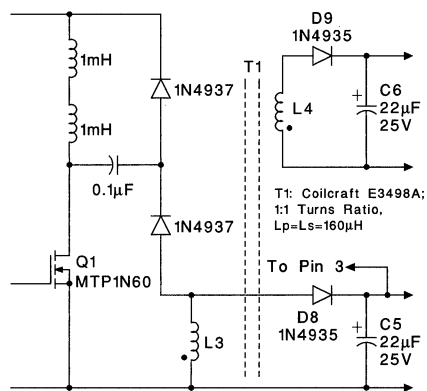 D9
1N4935
T1
1mH
1N4937
L4
C6
+ 22µF
25V
1mH
0.1µF
T1: Coilcraft E3498A;
1:1 Turns Ratio,
Lp=Ls=160µH
1N4937
Q1
MTP1N60
To Pin 3
D8
1N4935
L3
C5
+ 22µF
25V